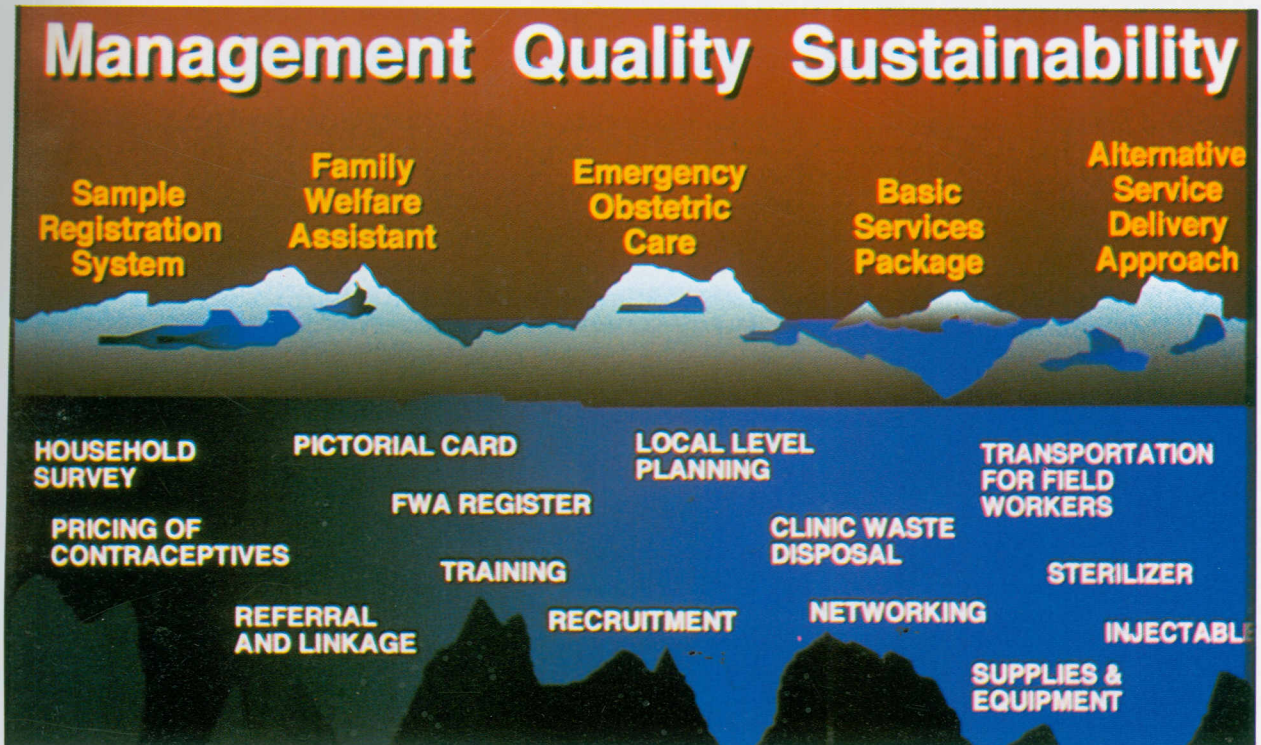 Management Quality Sustainability
Sample
Registration
System
Family
Welfare
Assistant
Emergency
Obstetric
Care
Basic
Services
Package
Alternative
Service
Delivery
Approach
HOUSEHOLD
SURVEY
PICTORIAL CARD
LOCAL LEVEL
PLANNING
TRANSPORTATION
FOR FIELD
WORKERS
FWA REGISTER
PRICING OF
CONTRACEPTIVES
CLINIC WASTE
DISPOSAL
TRAINING
STERILIZER
REFERRAL
AND LINKAGE
RECRUITMENT
NETWORKING
INJECTABLE
SUPPLIES &
EQUIPMENT